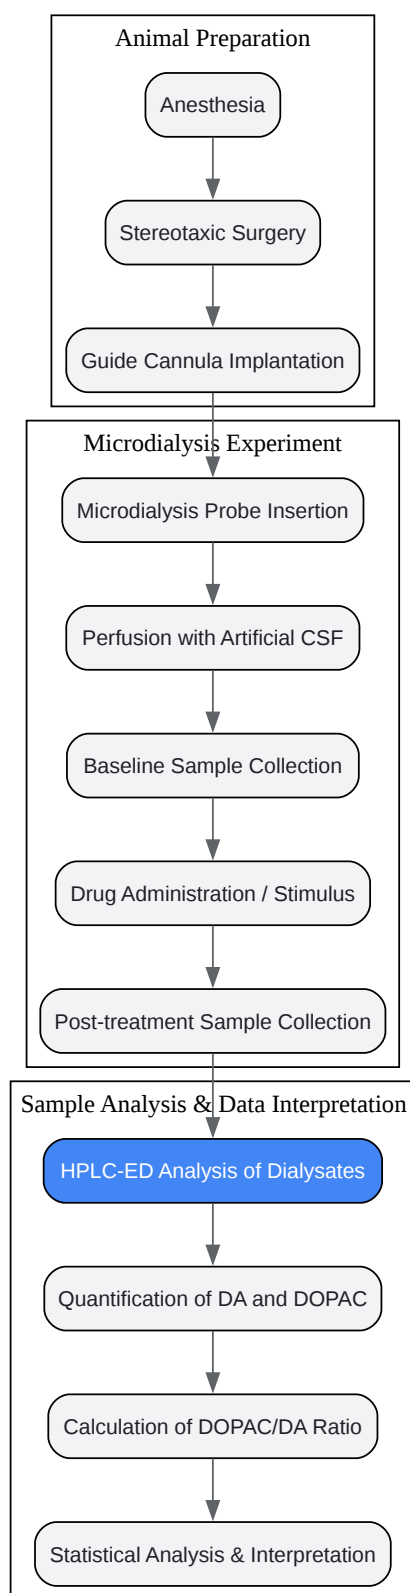 Animal Preparation
Anesthesia
Stereotaxic Surgery
Guide Cannula Implantation
Microdialysis Experiment
Microdialysis Probe Insertion
Perfusion with Artificial CSF
Baseline Sample Collection
Drug Administration / Stimulus
Post-treatment Sample Collection
Sample Analysis & Data Interpretation
HPLC-ED Analysis of Dialysates
Quantification of DA and DOPAC
Calculation of DOPAC/DA Ratio
Statistical Analysis & Interpretation